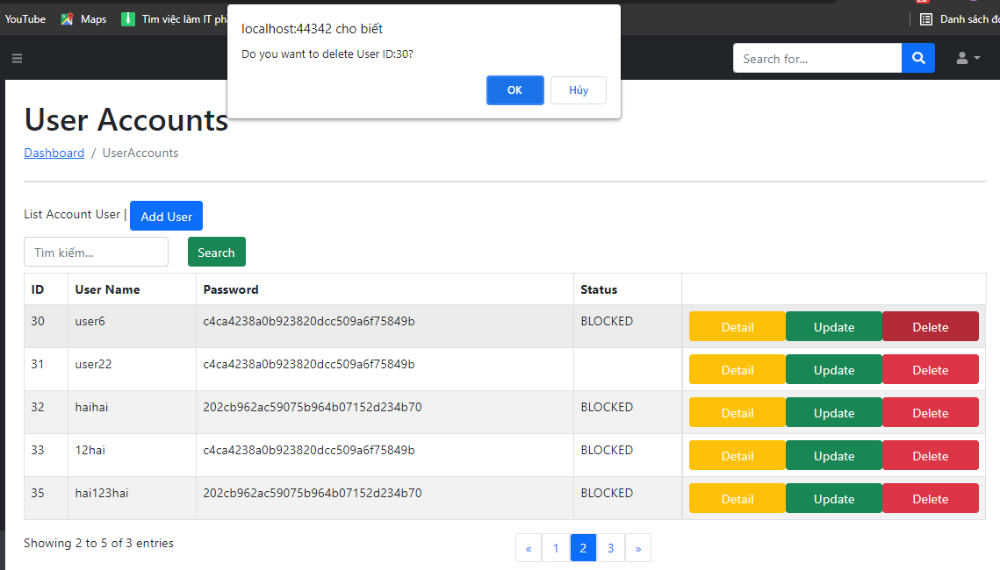 YouTube Maps Tìm việc làm IT Danh sách
localhost:44342 cho biết
Do you want to delete User ID:30?
OK Hủy
Search for...
User Accounts
Dashboard / UserAccounts
List Account User | Add User
Tìm kiếm... Search
ID User Name Password Status
30 user6 c4ca4238a0b923820dcc509a6f75849b BLOCKED Detail Update Delete
31 user22 c4ca4238a0b923820dcc509a6f75849b Detail Update Delete
32 haihai 202cb962ac59075b964b07152d234b70 BLOCKED Detail Update Delete
33 12hai c4ca4238a0b923820dcc509a6f75849b BLOCKED Detail Update Delete
35 hai123hai 202cb962ac59075b964b07152d234b70 BLOCKED Detail Update Delete
Showing 2 to 5 of 3 entries
« 1 2 3 »